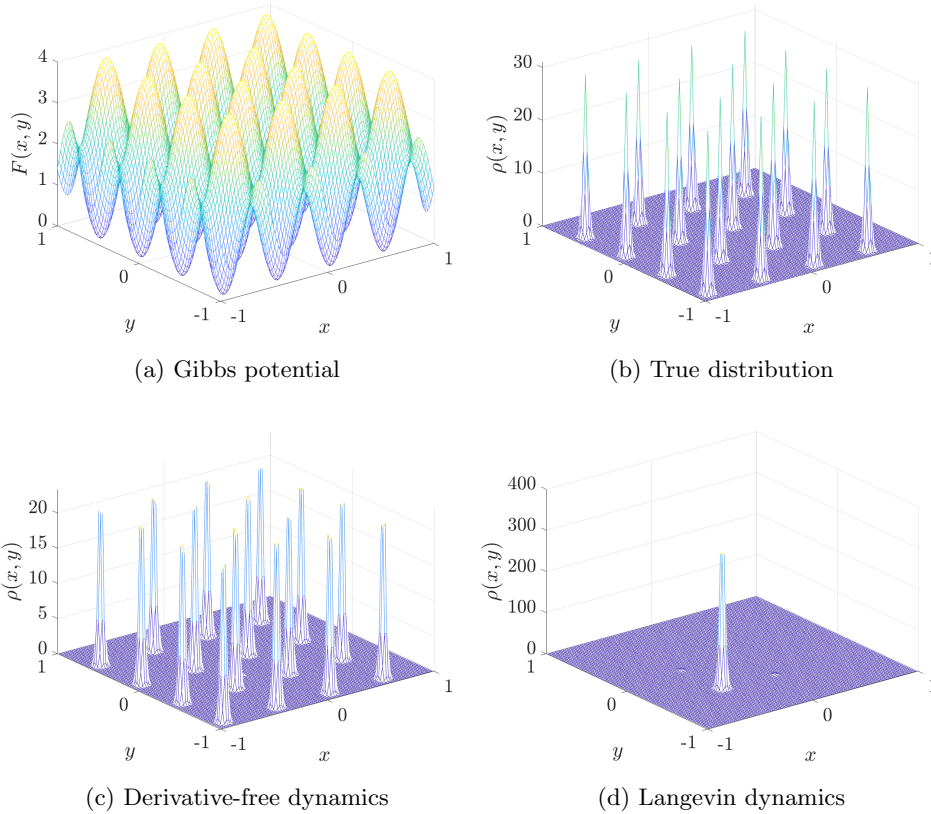 4
3
2
1
0
F(x, y)
1
0
-1
y
-1
0
1
x
(a) Gibbs potential
30
20
10
0
ρ(x, y)
1
0
-1
y
-1
0
1
x
(b) True distribution
20
15
10
5
0
ρ(x, y)
1
0
-1
y
-1
0
1
x
(c) Derivative-free dynamics
400
300
200
100
0
ρ(x, y)
1
0
-1
y
-1
0
1
x
(d) Langevin dynamics